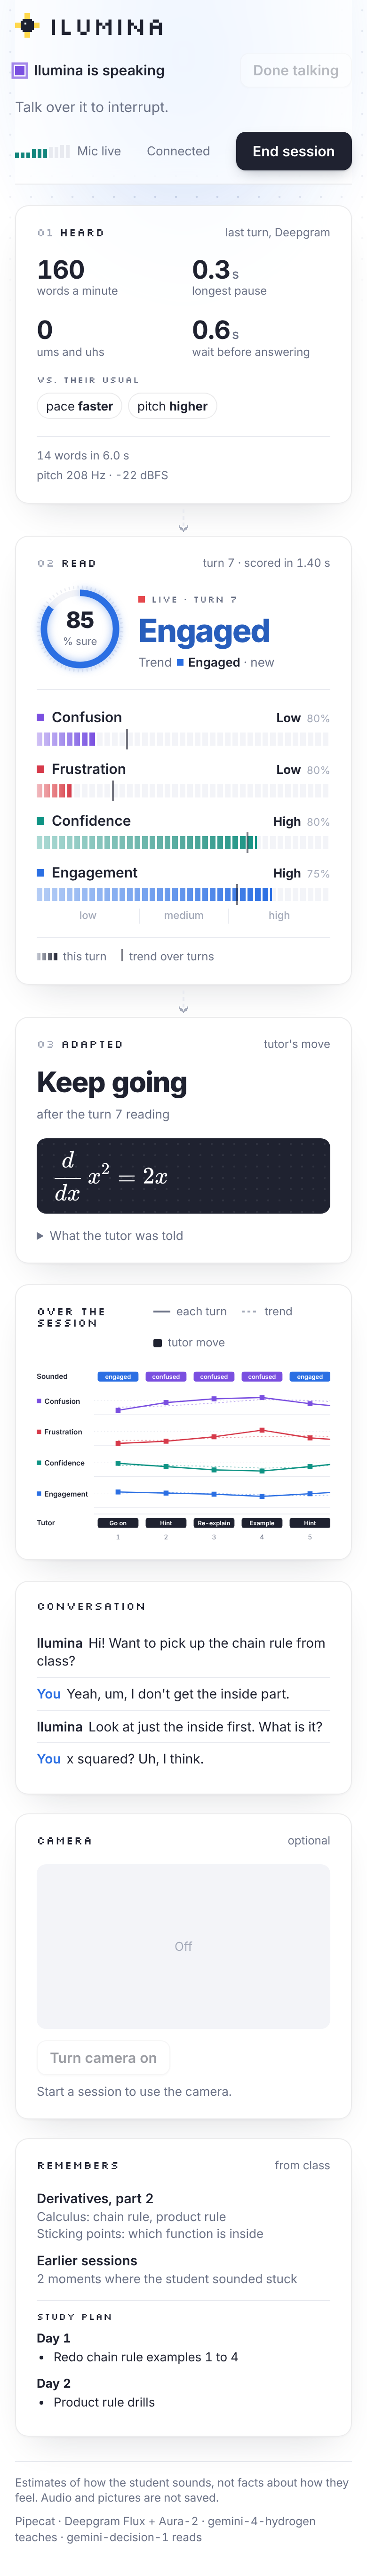 ILUMINA
Ilumina is speaking
Done talking
Talk over it to interrupt.
Mic live
Connected
End session
01 HEARD
last turn, Deepgram
160
words a minute
0.3 s
longest pause
0
ums and uhs
0.6 s
wait before answering
VS. THEIR USUAL
pace faster
pitch higher
14 words in 6.0 s
pitch 208 Hz · -22 dBFS
02 READ
turn 7 · scored in 1.40 s
85
% sure
LIVE · TURN 7
Engaged
Trend Engaged · new
Confusion
Low 80%
Frustration
Low 80%
Confidence
High 80%
Engagement
High 75%
low
medium
high
this turn
trend over turns
03 ADAPTED
tutor's move
Keep going
after the turn 7 reading
d/dx x² = 2x
What the tutor was told
OVER THE
SESSION
each turn
trend
tutor move
Sounded
engaged
confused
confused
confused
engaged
Confusion
Frustration
Confidence
Engagement
Tutor
Go on
Hint
Re-explain
Example
Hint
1
2
3
4
5
CONVERSATION
Ilumina Hi! Want to pick up the chain rule from
class?
You Yeah, um, I don't get the inside part.
Ilumina Look at just the inside first. What is it?
You x squared? Uh, I think.
CAMERA
optional
Off
Turn camera on
Start a session to use the camera.
REMEMBERS
from class
Derivatives, part 2
Calculus: chain rule, product rule
Sticking points: which function is inside
Earlier sessions
2 moments where the student sounded stuck
STUDY PLAN
Day 1
• Redo chain rule examples 1 to 4
Day 2
• Product rule drills
Estimates of how the student sounds, not facts about how they
feel. Audio and pictures are not saved.
Pipecat · Deepgram Flux + Aura-2 · gemini-4-hydrogen
teaches · gemini-decision-1 reads